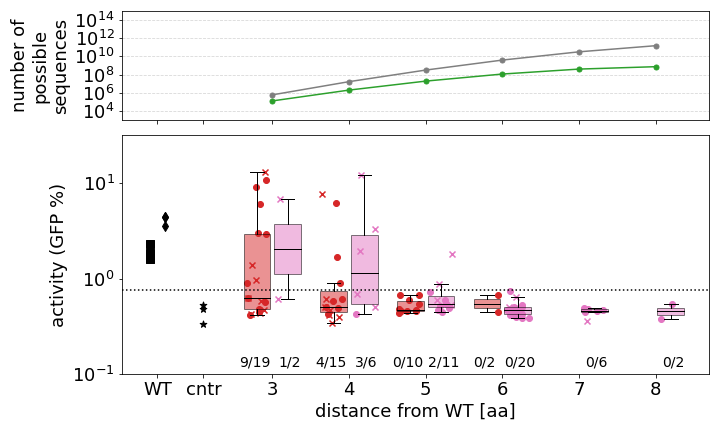 number of
possible
sequences
10^14
10^12
10^10
10^8
10^6
10^4
activity (GFP %)
10^1
10^0
10^−1
9/19 1/2 4/15 3/6 0/10 2/11 0/2 0/20 0/6 0/2
WT cntr 3 4 5 6 7 8
distance from WT [aa]